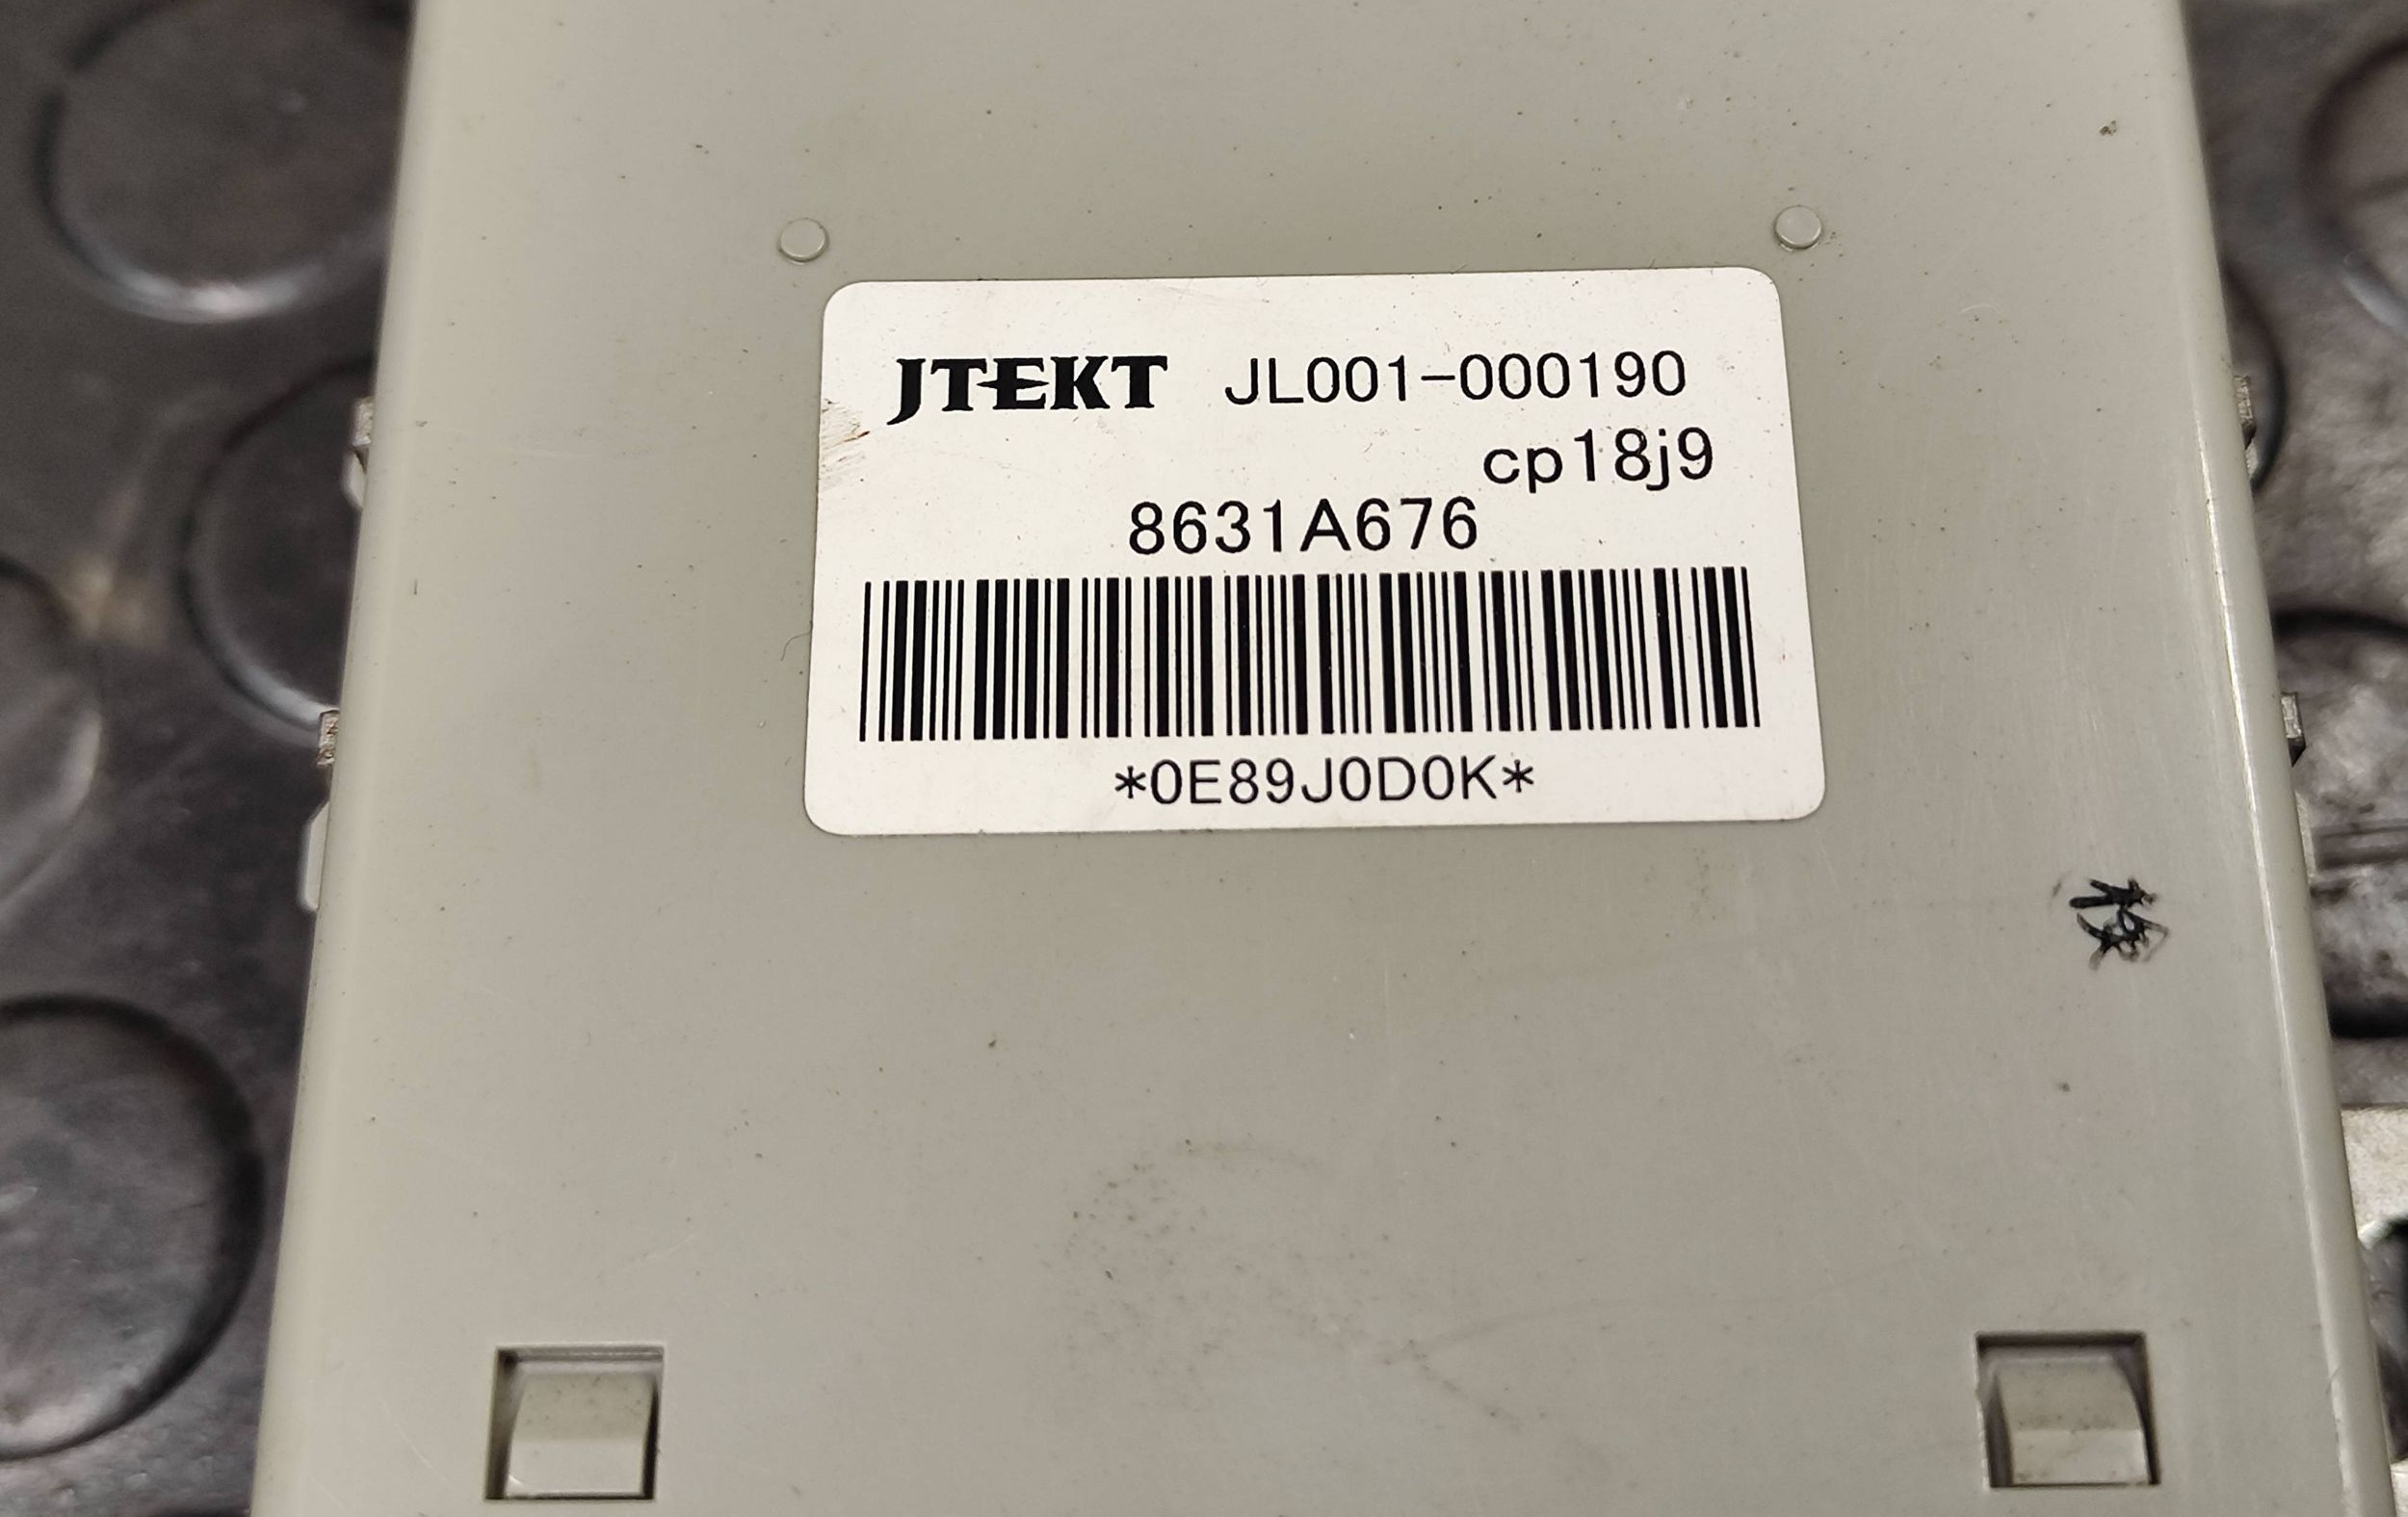 JTEKT JL001-000190
cp18j9
8631A676
*0E89J0D0K*